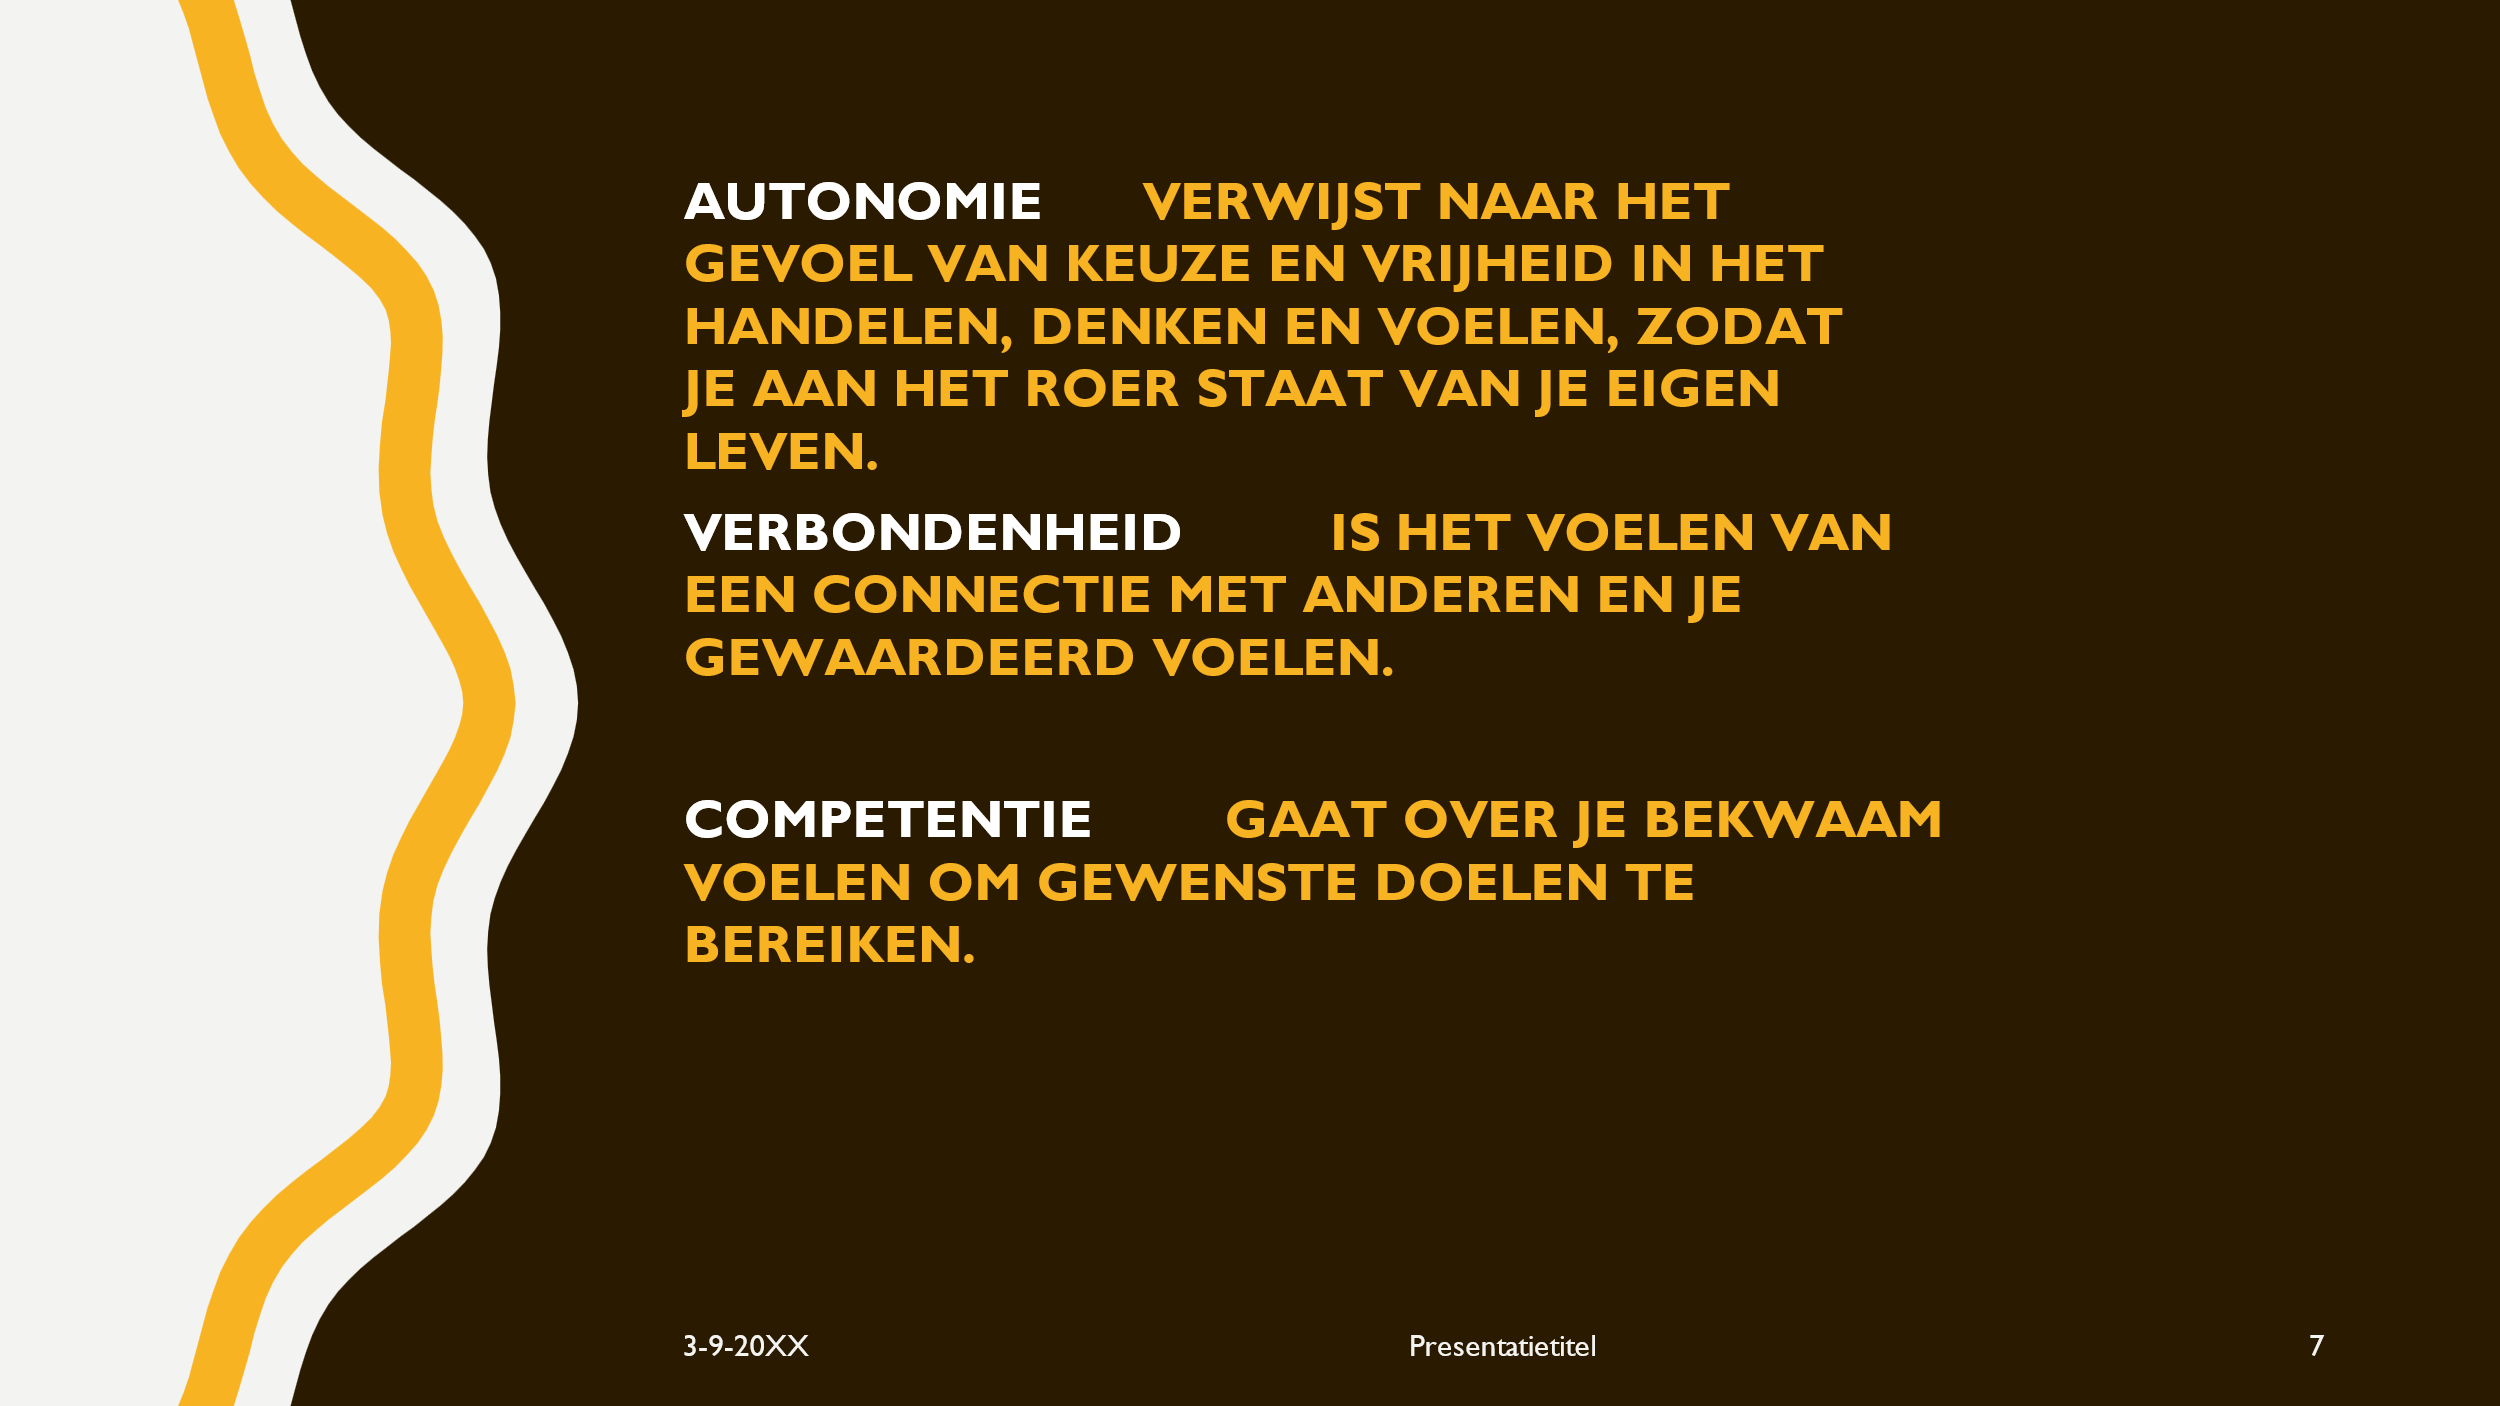 AUTONOMIE VERWIJST NAAR HET
GEVOEL VAN KEUZE EN VRIJHEID IN HET
HANDELEN, DENKEN EN VOELEN, ZODAT
JE AAN HET ROER STAAT VAN JE EIGEN
LEVEN.
VERBONDENHEID IS HET VOELEN VAN
EEN CONNECTIE MET ANDEREN EN JE
GEWAARDEERD VOELEN.
COMPETENTIE GAAT OVER JE BEKWAAM
VOELEN OM GEWENSTE DOELEN TE
BEREIKEN.
3-9-20XX Presentatietitel 7